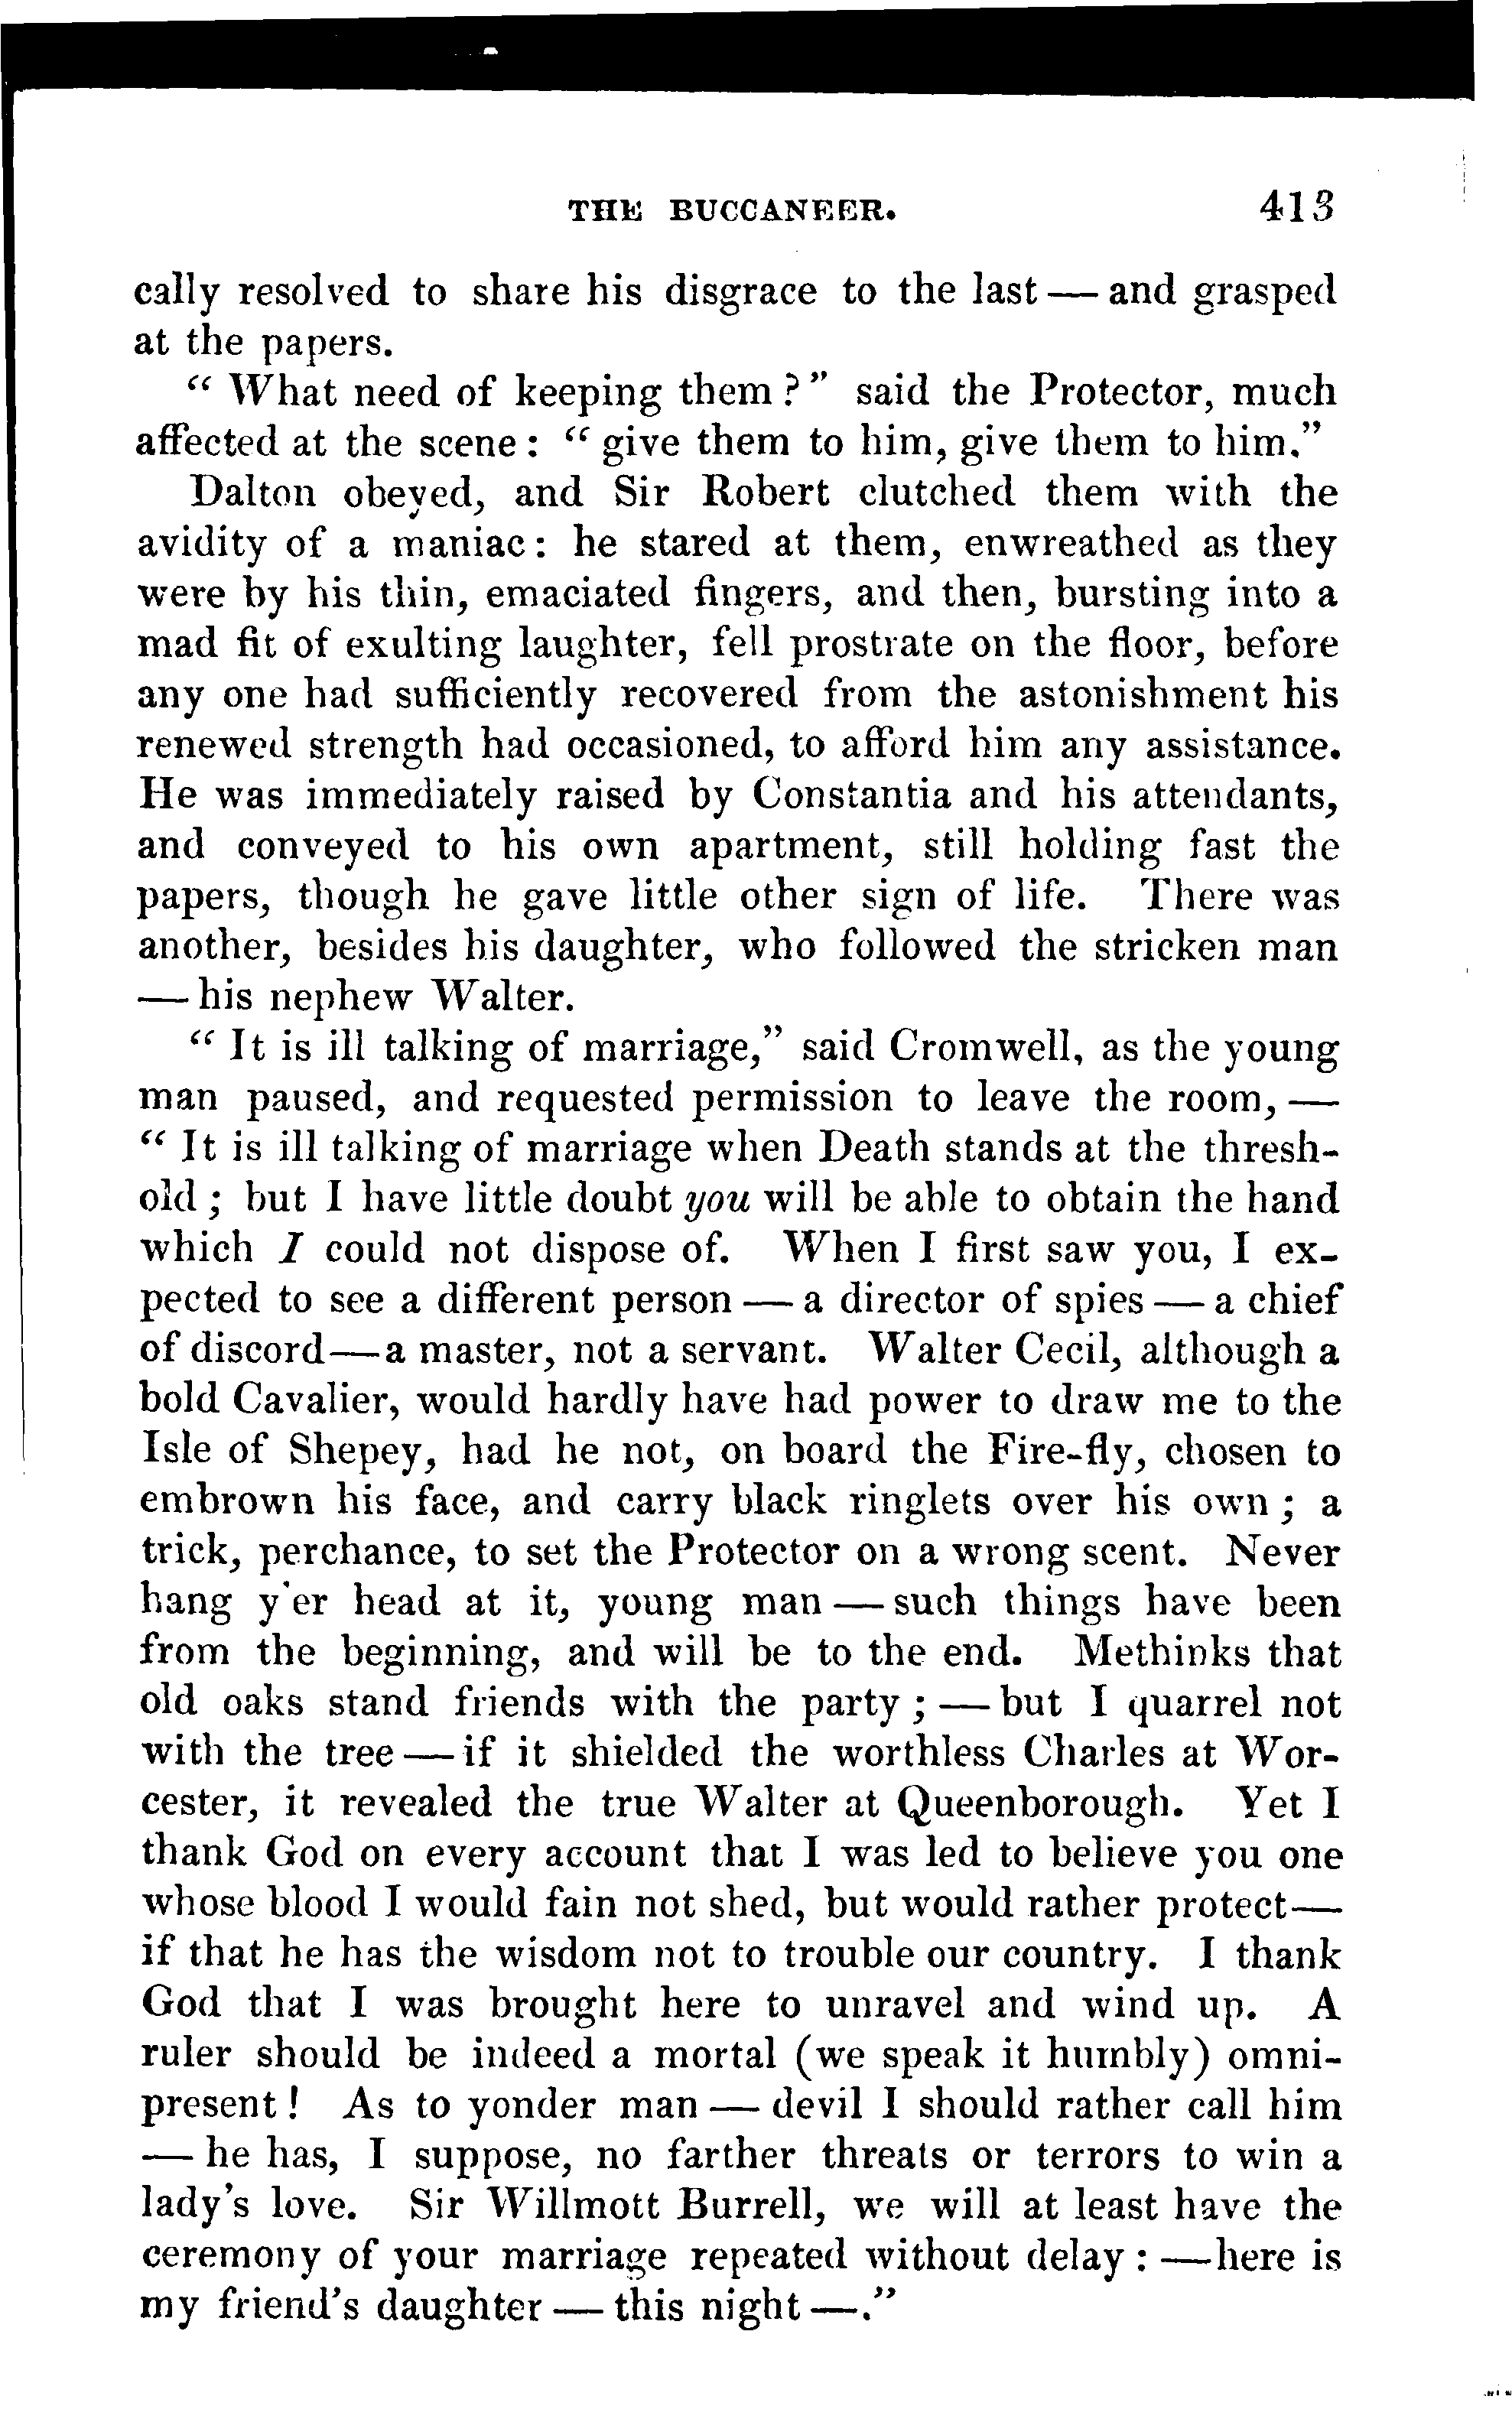 THE BUCCANEER. 413
cally resolved to share his disgrace to the last — and grasped
at the papers.
“ What need of keeping them ? ” said the Protector, much
affected at the scene : “ give them to him, give them to him.”
Dalton obeyed, and Sir Robert clutched them with the
avidity of a maniac : he stared at them, enwreathed as they
were by his thin, emaciated fingers, and then, bursting into a
mad fit of exulting laughter, fell prostrate on the floor, before
any one had sufficiently recovered from the astonishment his
renewed strength had occasioned, to afford him any assistance.
He was immediately raised by Constantia and his attendants,
and conveyed to his own apartment, still holding fast the
papers, though he gave little other sign of life. There was
another, besides his daughter, who followed the stricken man
— his nephew Walter.
“ It is ill talking of marriage,” said Cromwell, as the young
man paused, and requested permission to leave the room, —
“ It is ill talking of marriage when Death stands at the thresh-
old ; but I have little doubt you will be able to obtain the hand
which I could not dispose of. When I first saw you, I ex-
pected to see a different person — a director of spies — a chief
of discord—a master, not a servant. Walter Cecil, although a
bold Cavalier, would hardly have had power to draw me to the
Isle of Shepey, had he not, on board the Fire-fly, chosen to
embrown his face, and carry black ringlets over his own ; a
trick, perchance, to set the Protector on a wrong scent. Never
hang y'er head at it, young man — such things have been
from the beginning, and will be to the end. Methinks that
old oaks stand friends with the party ; — but I quarrel not
with the tree — if it shielded the worthless Charles at Wor-
cester, it revealed the true Walter at Queenborough. Yet I
thank God on every account that I was led to believe you one
whose blood I would fain not shed, but would rather protect—
if that he has the wisdom not to trouble our country. I thank
God that I was brought here to unravel and wind up. A
ruler should be indeed a mortal (we speak it humbly) omni-
present ! As to yonder man — devil I should rather call him
— he has, I suppose, no farther threats or terrors to win a
lady's love. Sir Willmott Burrell, we will at least have the
ceremony of your marriage repeated without delay : —here is
my friend's daughter — this night —.”